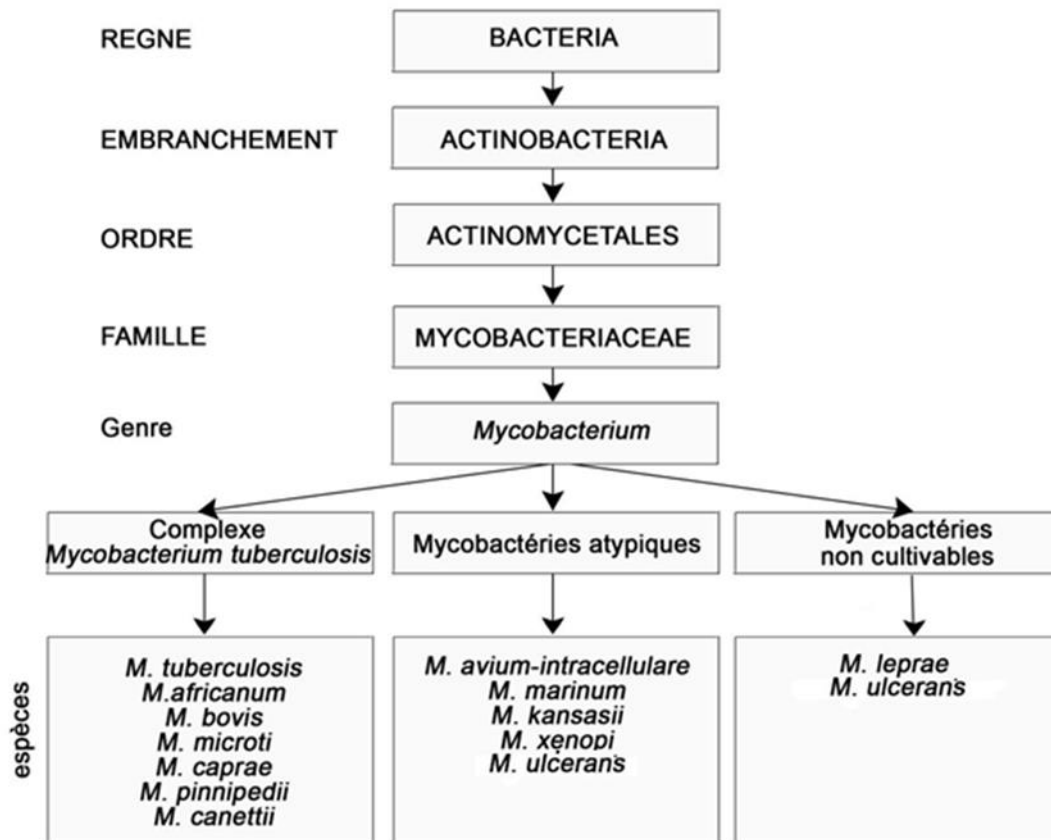 REGNE
BACTERIA
EMBRANCHEMENT
ACTINOBACTERIA
ORDRE
ACTINOMYCETALES
FAMILLE
MYCOBACTERIACEAE
Genre
Mycobacterium
Complexe
Mycobacterium tuberculosis
Mycobactéries atypiques
Mycobactéries
non cultivables
espèces
M. tuberculosis
M.africanum
M. bovis
M. microti
M. caprae
M. pinnipedii
M. canettii
M. avium-intracellulare
M. marinum
M. kansasii
M. xenopi
M. ulcerans
M. leprae
M. ulcerans